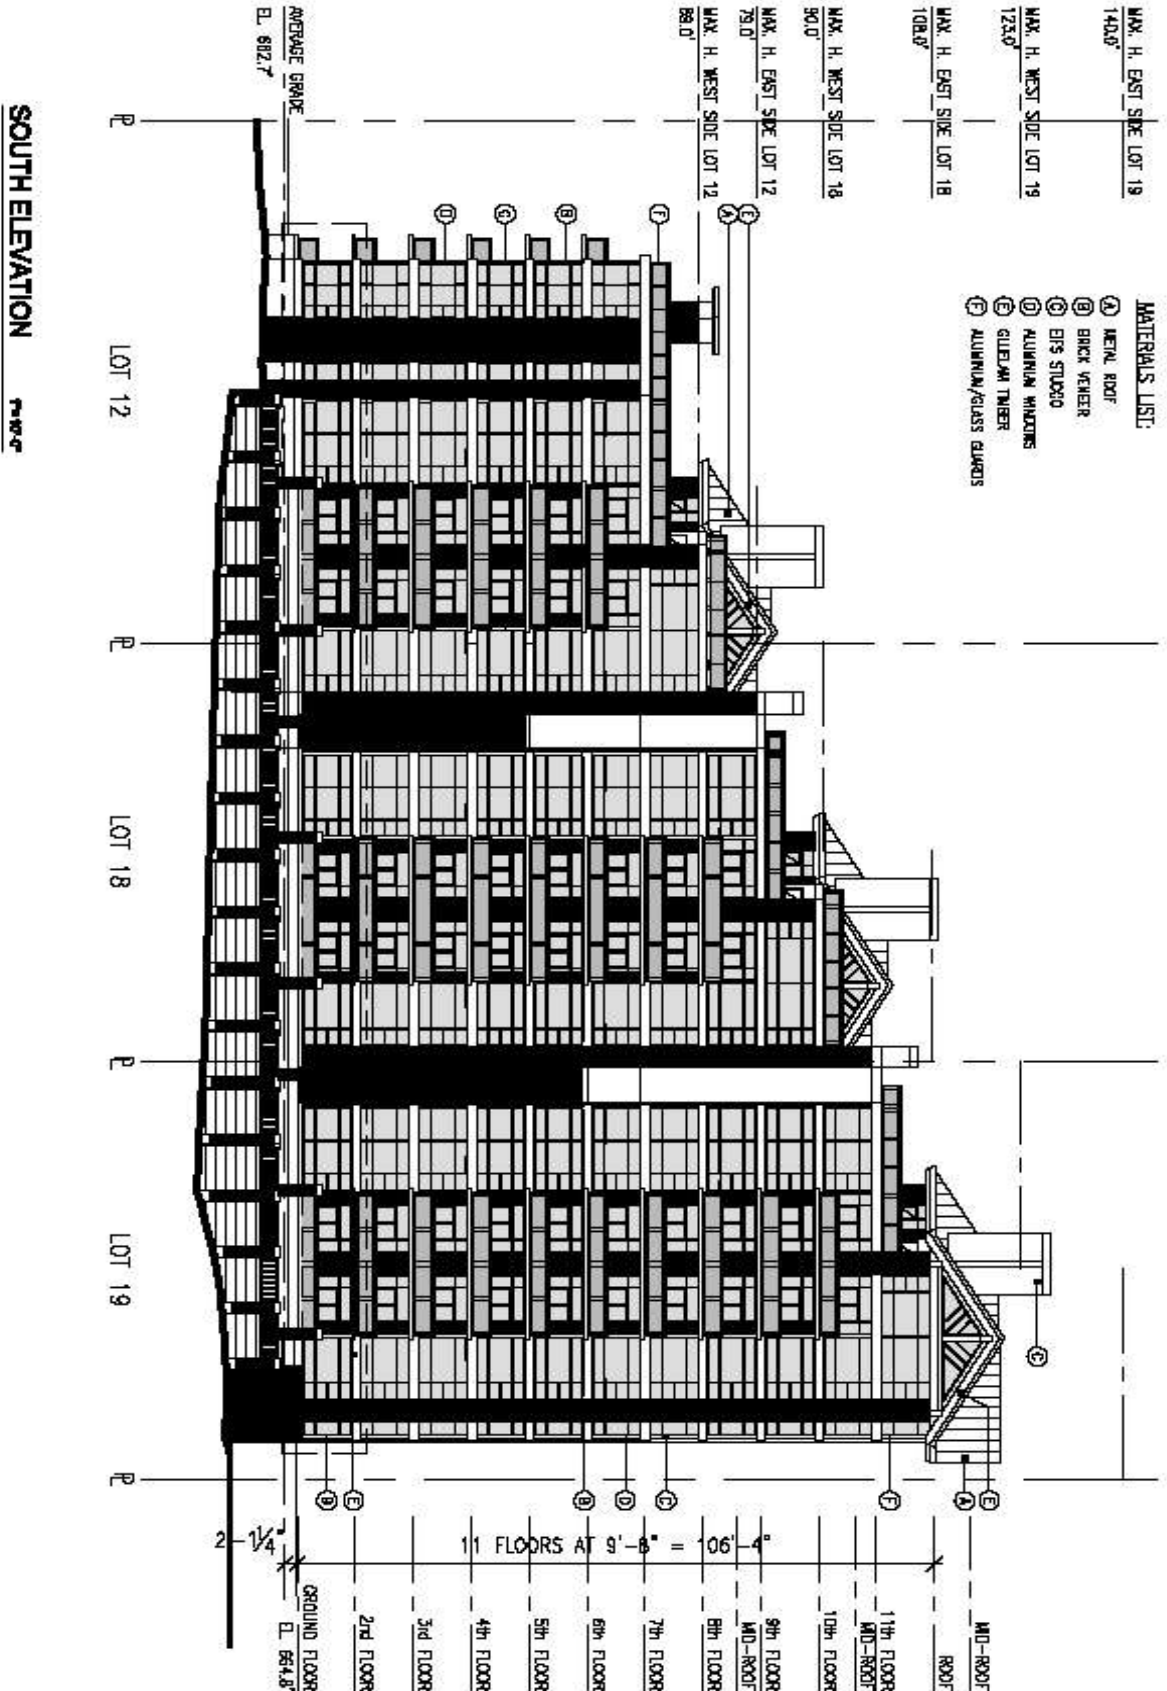 MAX. H. EAST SIDE LOT 19
140.0'
MAX. H. WEST SIDE LOT 19
123.0'
MAX. H. EAST SIDE LOT 18
108.0'
MAX. H. WEST SIDE LOT 18
90.0'
MAX. H. EAST SIDE LOT 12
79.0'
MAX. H. WEST SIDE LOT 12
69.0'
AVERAGE GRADE
EL. 662.7'
MATERIALS LIST:
A METAL ROOF
B BRICK VENEER
C EIFS STUCCO
D ALUMINUM WINDOWS
E GLUELAM TIMBER
F ALUMINUM/GLASS GUARDS
D
C
B
F
A
E
C
B
E
B
D
C
F
A
E
MID-ROOF
ROOF
11th FLOOR
MID-ROOF
10th FLOOR
9th FLOOR
MID-ROOF
8th FLOOR
7th FLOOR
6th FLOOR
5th FLOOR
4th FLOOR
3rd FLOOR
2nd FLOOR
GROUND FLOOR
EL. 664.8'
11 FLOORS AT 9'-8" = 106'-4"
2-1/4"
LOT 12
LOT 18
LOT 19
SOUTH ELEVATION